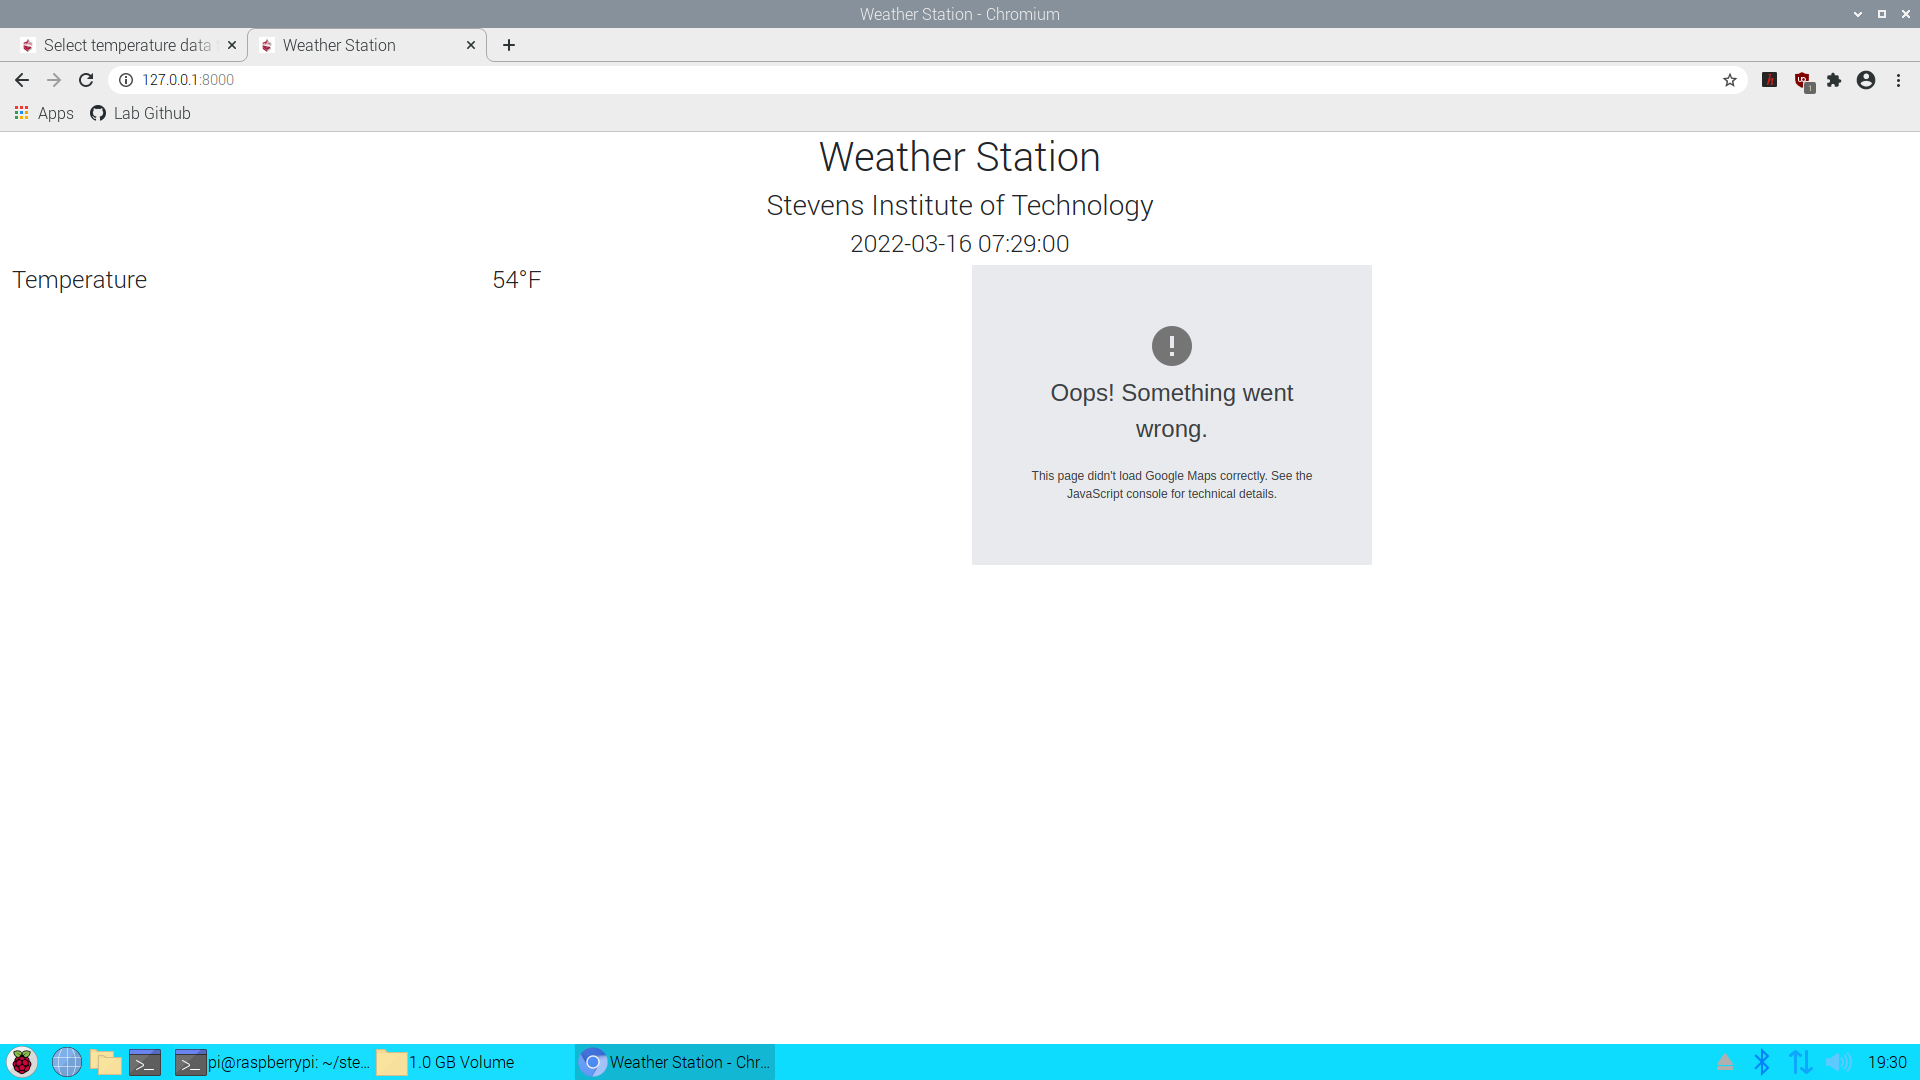 Weather Station - Chromium
Select temperature data
Weather Station
127.0.0.1:8000
Apps
Lab Github
Weather Station
Stevens Institute of Technology
2022-03-16 07:29:00
Temperature
54°F
Oops! Something went
wrong.
This page didn't load Google Maps correctly. See the
JavaScript console for technical details.
pi@raspberrypi: ~/ste...
1.0 GB Volume
Weather Station - Chr...
19:30